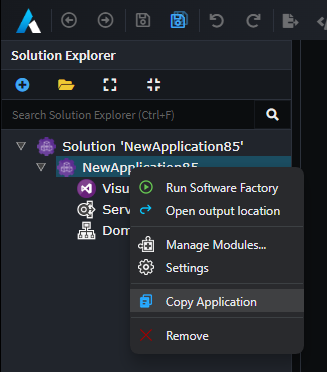 Solution Explorer
Search Solution Explorer (Ctrl+F)
Solution 'NewApplication85'
NewApplication85
Visu
Run Software Factory
Serv
Open output location
Dom
Manage Modules...
Settings
Copy Application
Remove